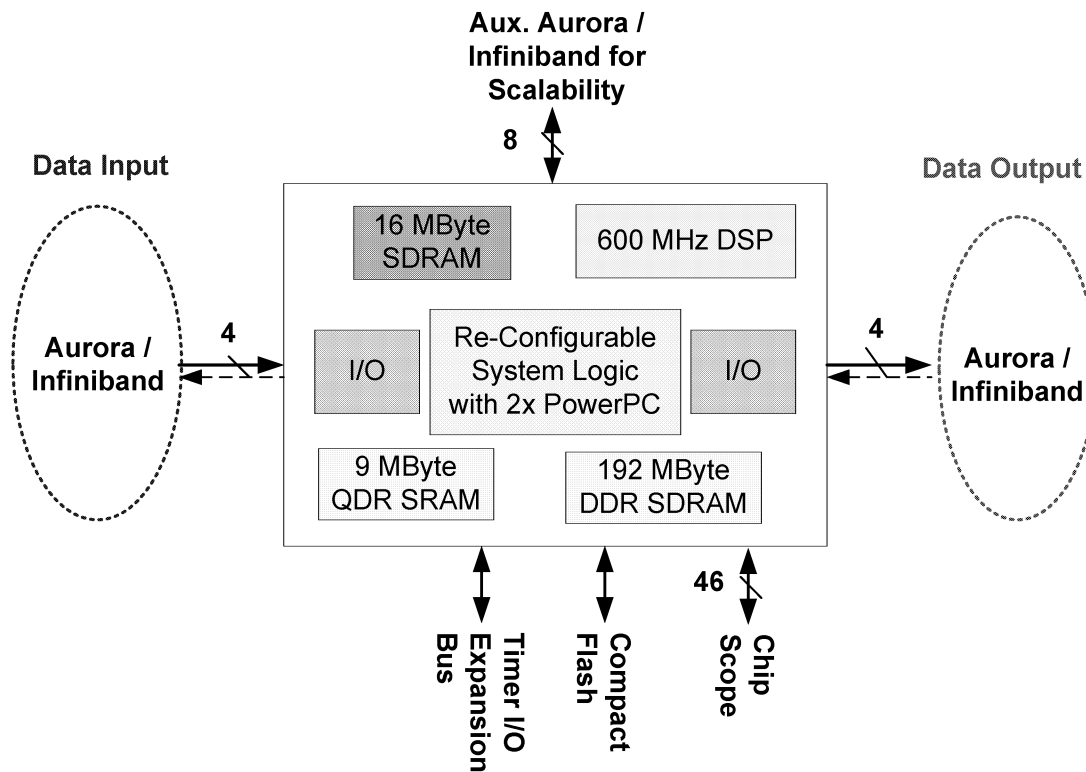 Aux. Aurora /
Infiniband for
Scalability
8
Data Input
Data Output
16 MByte
SDRAM
600 MHz DSP
Aurora /
Infiniband
4
I/O
Re-Configurable
System Logic
with 2x PowerPC
I/O
4
Aurora /
Infiniband
9 MByte
QDR SRAM
192 MByte
DDR SDRAM
46
Timer I/O
Expansion
Bus
Compact
Flash
Chip
Scope